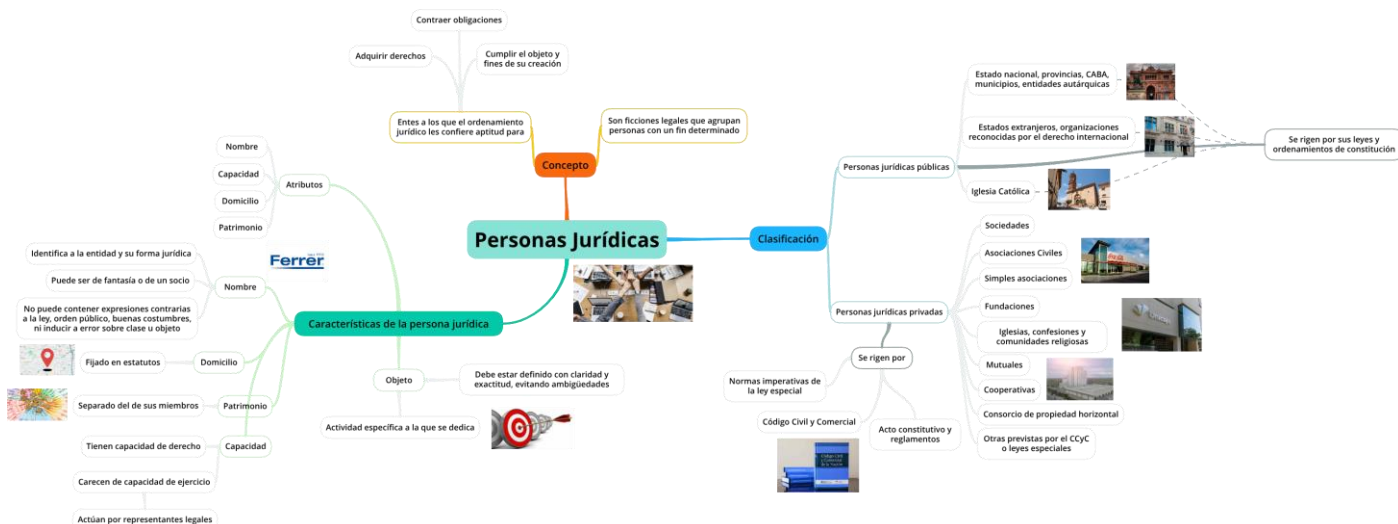 Personas Jurídicas
Concepto
Entes a los que el ordenamiento
jurídico les confiere aptitud para
Adquirir derechos
Contraer obligaciones
Cumplir el objeto y
fines de su creación
Son ficciones legales que agrupan
personas con un fin determinado
Clasificación
Personas jurídicas públicas
Estado nacional, provincias, CABA,
municipios, entidades autárquicas
Estados extranjeros, organizaciones
reconocidas por el derecho internacional
Iglesia Católica
Se rigen por sus leyes y
ordenamientos de constitución
Personas jurídicas privadas
Sociedades
Asociaciones Civiles
Simples asociaciones
Fundaciones
Iglesias, confesiones y
comunidades religiosas
Mutuales
Cooperativas
Consorcio de propiedad horizontal
Otras previstas por el CCyC
o leyes especiales
Se rigen por
Normas imperativas de
la ley especial
Código Civil y Comercial
Acto constitutivo y
reglamentos
Características de la persona jurídica
Atributos
Nombre
Capacidad
Domicilio
Patrimonio
Objeto
Debe estar definido con claridad y
exactitud, evitando ambigüedades
Actividad específica a la que se dedica
Nombre
Identifica a la entidad y su forma jurídica
Puede ser de fantasía o de un socio
No puede contener expresiones contrarias
a la ley, orden público, buenas costumbres,
ni inducir a error sobre clase u objeto
Ferrer
Domicilio
Fijado en estatutos
Patrimonio
Separado del de sus miembros
Capacidad
Tienen capacidad de derecho
Carecen de capacidad de ejercicio
Actúan por representantes legales